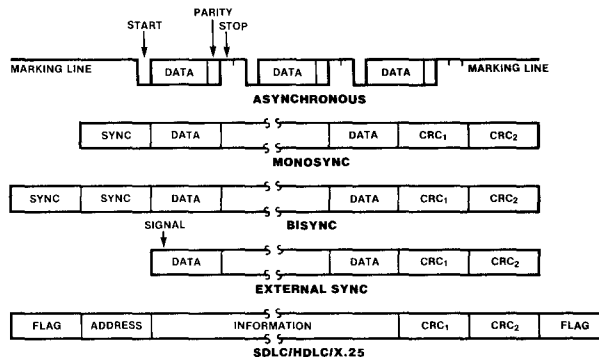 PARITY
START STOP
MARKING LINE DATA DATA DATA MARKING LINE
ASYNCHRONOUS
SYNC DATA DATA CRC₁ CRC₂
MONOSYNC
SYNC SYNC DATA DATA CRC₁ CRC₂
BISYNC
SIGNAL
DATA DATA CRC₁ CRC₂
EXTERNAL SYNC
FLAG ADDRESS INFORMATION CRC₁ CRC₂ FLAG
SDLC/HDLC/X.25